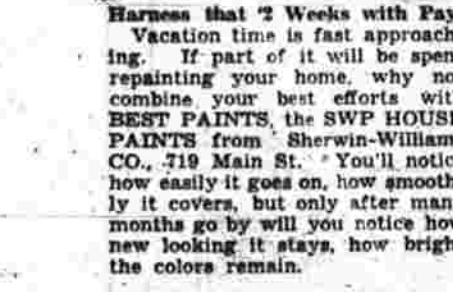 Harness that '2 Weeks with Pay
Vacation time is fast approach
ing. If part of it will be spen
repainting your home, why no
combine your best efforts wit
BEST PAINTS, the SWP HOUS
PAINTS from Sherwin-William
CO., 719 Main St. You'll notic
how easily it goes on, how smooth
ly it covers, but only after man
months go by will you notice how
new looking it stays, how brigh
the colors remain.